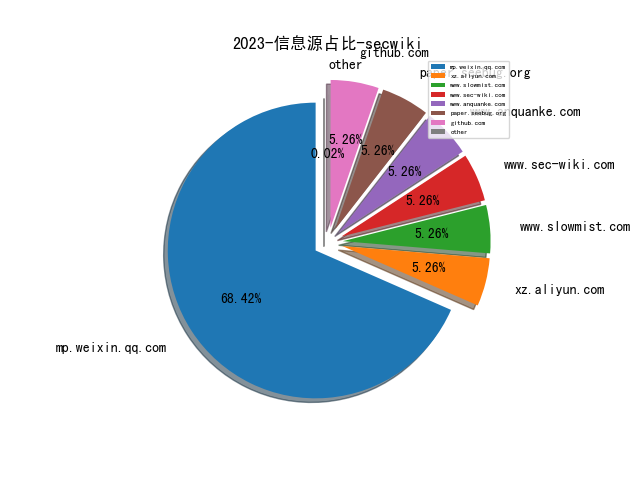 2023-信息源占比-secwiki
github.com
other
paper.seebug.org
www.anquanke.com
www.sec-wiki.com
www.slowmist.com
xz.aliyun.com
mp.weixin.qq.com
5.26%
0.02%
5.26%
5.26%
5.26%
5.26%
5.26%
68.42%
mp.weixin.qq.com
xz.aliyun.com
www.slowmist.com
www.sec-wiki.com
www.anquanke.com
paper.seebug.org
github.com
other